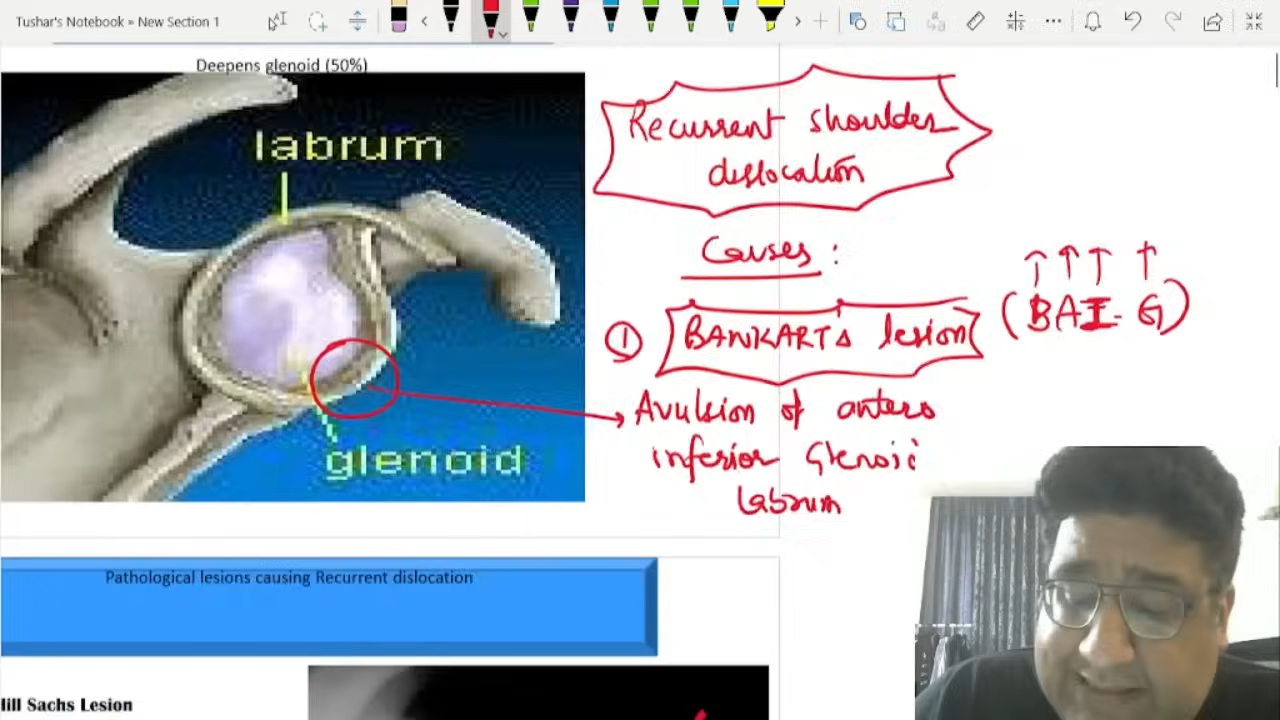 Tushar's Notebook » New Section 1
Deepens glenoid (50%)
labrum
glenoid
Recurrent shoulder
dislocation
Causes :
① BANKARTS lesion (BAI-G)
Avulsion of antero
inferior Glenoid
labrum
Pathological lesions causing Recurrent dislocation
Hill Sachs Lesion